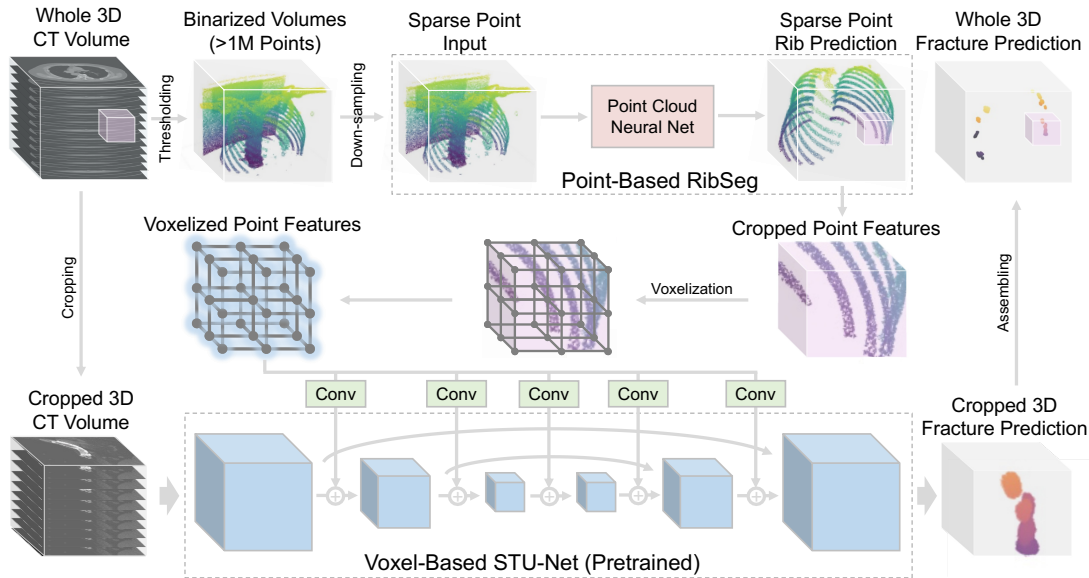 Whole 3D
CT Volume
Binarized Volumes
(>1M Points)
Sparse Point
Input
Sparse Point
Rib Prediction
Whole 3D
Fracture Prediction
Thresholding
Down-sampling
Point Cloud
Neural Net
Point-Based RibSeg
Voxelized Point Features
Cropped Point Features
Cropping
Voxelization
Assembling
Conv
Conv
Conv
Conv
Conv
Cropped 3D
CT Volume
Cropped 3D
Fracture Prediction
Voxel-Based STU-Net (Pretrained)